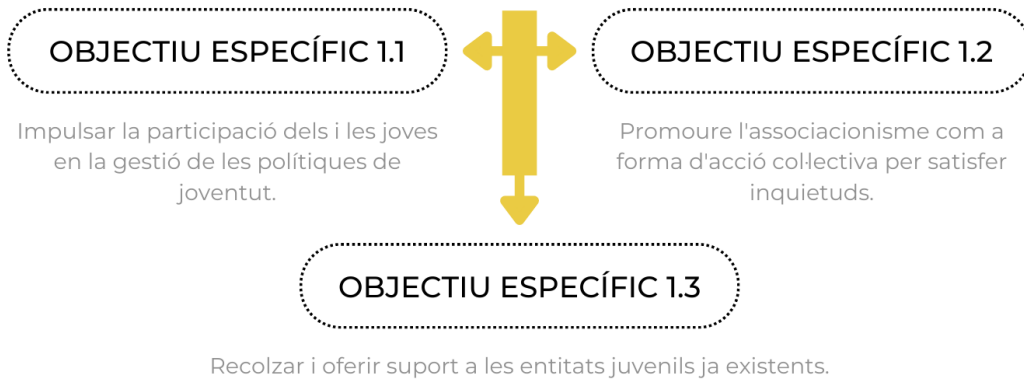 OBJECTIU ESPECÍFIC 1.1
Impulsar la participació dels i les joves
en la gestió de les polítiques de
joventut.
OBJECTIU ESPECÍFIC 1.2
Promoure l'associacionisme com a
forma d'acció col·lectiva per satisfer
inquietuds.
OBJECTIU ESPECÍFIC 1.3
Recolzar i oferir suport a les entitats juvenils ja existents.